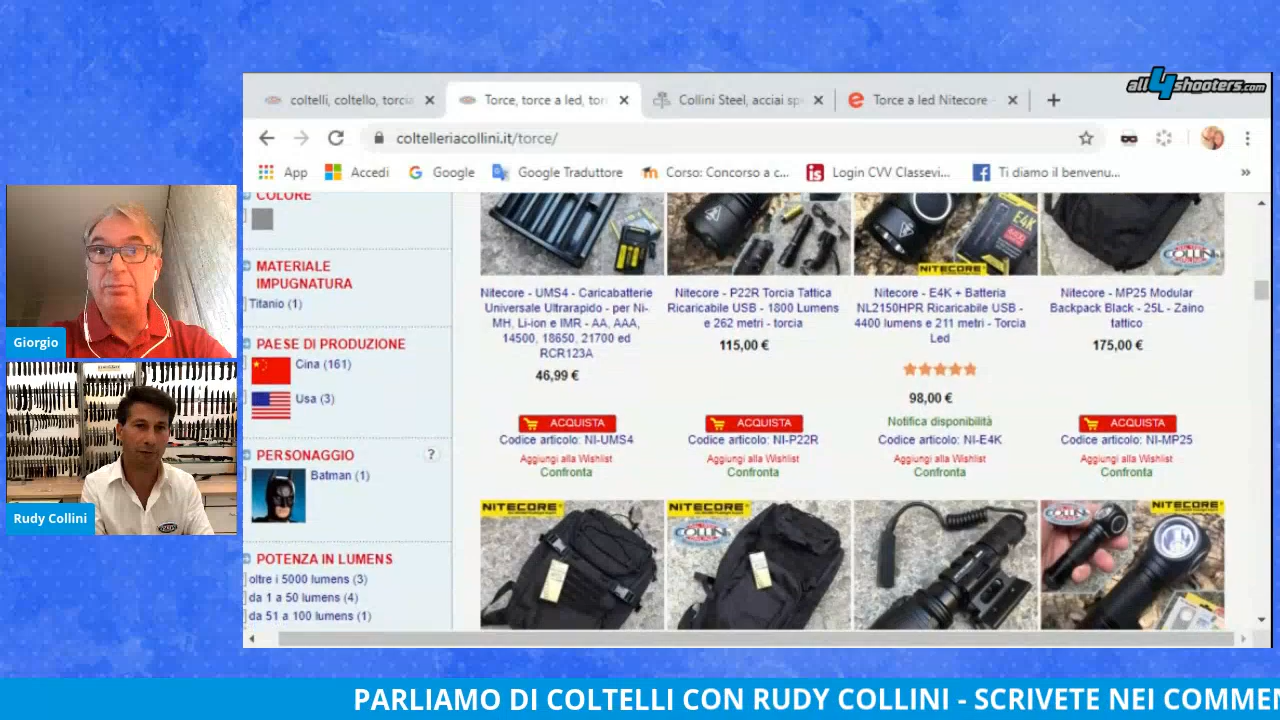 all4shooters.com
coltelli, coltello, torcia
Torce, torce a led, tor
Collini Steel, acciai sp
Torce a led Nitecore -
coltelleriacollini.it/torce/
App
Accedi
Google
Google Traduttore
Corso: Concorso a c...
Login CVV Classevi...
Ti diamo il benvenu...
»
COLORE
MATERIALE
IMPUGNATURA
Titanio (1)
PAESE DI PRODUZIONE
Cina (161)
Usa (3)
PERSONAGGIO
?
Batman (1)
POTENZA IN LUMENS
oltre i 5000 lumens (3)
da 1 a 50 lumens (4)
da 51 a 100 lumens (1)
E4K
NITECORE
COLLINI
Nitecore - UMS4 - Caricabatterie
Universale Ultrarapido - per Ni-
MH, Li-ion e IMR - AA, AAA,
14500, 18650, 21700 ed
RCR123A
46,99 €
ACQUISTA
Codice articolo: NI-UMS4
Aggiungi alla Wishlist
Confronta
Nitecore - P22R Torcia Tattica
Ricaricabile USB - 1800 Lumens
e 262 metri - torcia
115,00 €
ACQUISTA
Codice articolo: NI-P22R
Aggiungi alla Wishlist
Confronta
Nitecore - E4K + Batteria
NL2150HPR Ricaricabile USB -
4400 lumens e 211 metri - Torcia
Led
98,00 €
Notifica disponibilità
Codice articolo: NI-E4K
Aggiungi alla Wishlist
Confronta
Nitecore - MP25 Modular
Backpack Black - 25L - Zaino
tattico
175,00 €
ACQUISTA
Codice articolo: NI-MP25
Aggiungi alla Wishlist
Confronta
NITECORE
NITECORE
COLLINI
COLLINI
NITECORE
Giorgio
Rudy Collini
PARLIAMO DI COLTELLI CON RUDY COLLINI - SCRIVETE NEI COMMEN